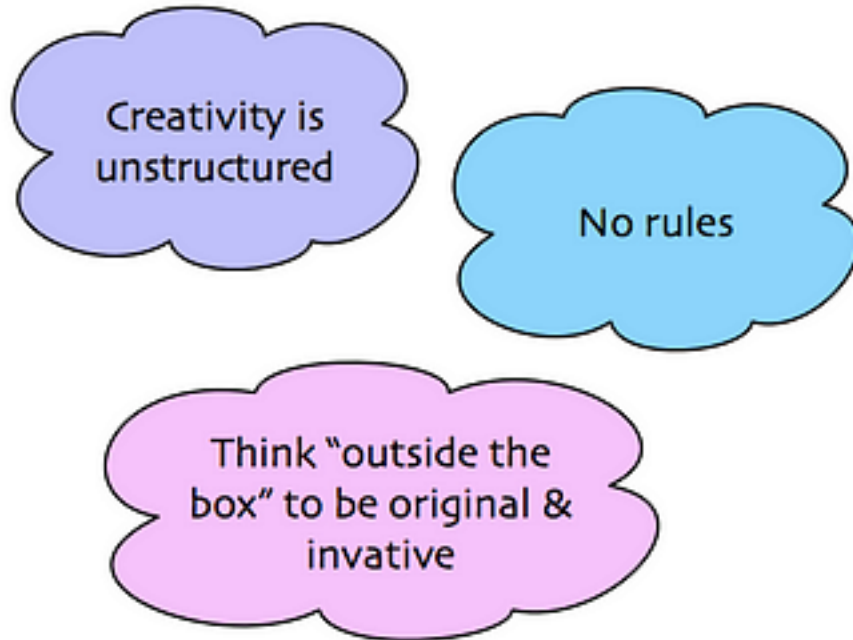 Creativity is
unstructured
No rules
Think “outside the
box” to be original &
invative